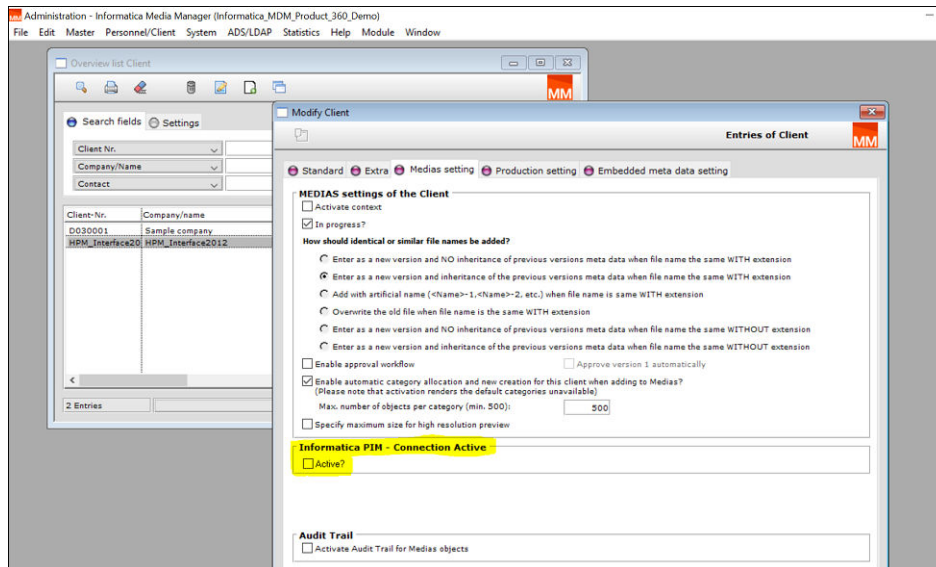 MM Administration - Informatica Media Manager (Informatica_MDM_Product_360_Demo)
File Edit Master Personnel/Client System ADS/LDAP Statistics Help Module Window
Overview list Client
MM
Search fields Settings
Client Nr.
Company/Name
Contact
Client-Nr. Company/name
D030001 Sample company
HPM_Interface20 HPM_Interface2012
2 Entries
Modify Client
Entries of Client
MM
Standard Extra Medias setting Production setting Embedded meta data setting
MEDIAS settings of the Client
Activate context
In progress?
How should identical or similar file names be added?
Enter as a new version and NO inheritance of previous versions meta data when file name the same WITH extension
Enter as a new version and inheritance of the previous versions meta data when file name the same WITH extension
Add with artificial name (<Name>-1,<Name>-2, etc.) when file name is same WITH extension
Overwrite the old file when file name is the same WITH extension
Enter as a new version and NO inheritance of previous versions meta data when file name the same WITHOUT extension
Enter as a new version and inheritance of the previous versions meta data when file name the same WITHOUT extension
Enable approval workflow Approve version 1 automatically
Enable automatic category allocation and new creation for this client when adding to Medias?
(Please note that activation renders the default categories unavailable)
Max. number of objects per category (min. 500): 500
Specify maximum size for high resolution preview
Informatica PIM - Connection Active
Active?
Audit Trail
Activate Audit Trail for Medias objects